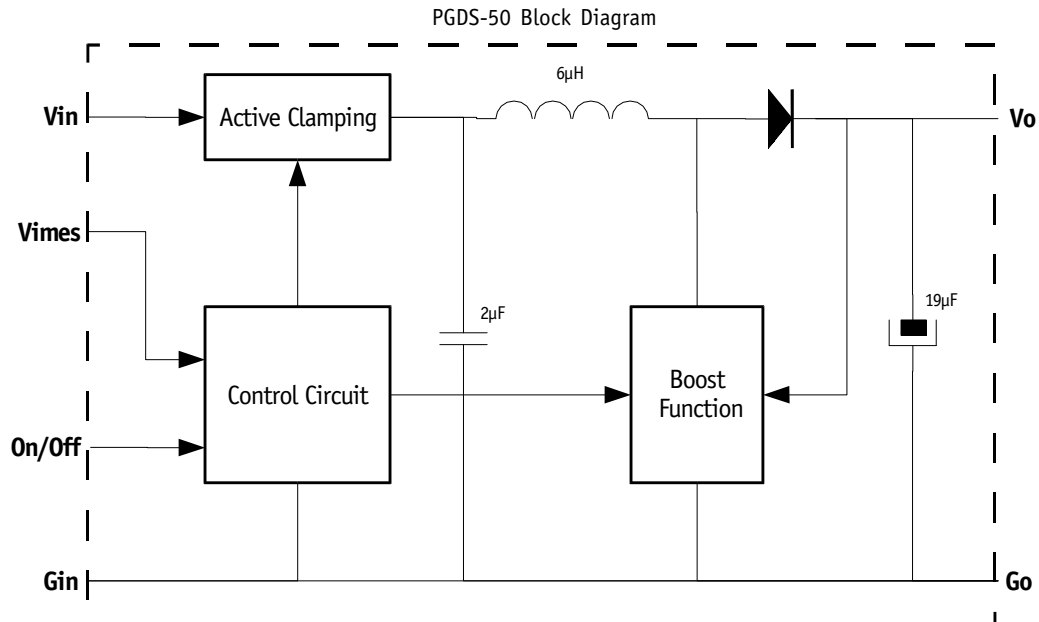 PGDS-50 Block Diagram
6µH
Vin
Active Clamping
Vo
Vimes
2µF
19µF
Control Circuit
Boost
Function
On/Off
Gin
Go